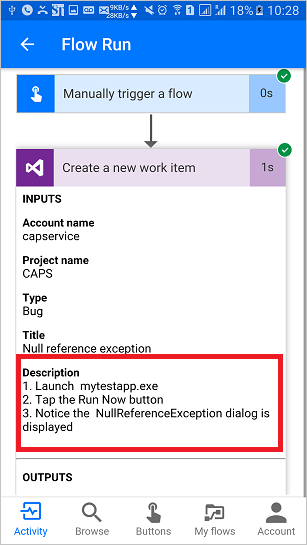 9KB/s
28KB/s
18% 10:28
Flow Run
Manually trigger a flow 0s
Create a new work item 1s
INPUTS
Account name
capservice
Project name
CAPS
Type
Bug
Title
Null reference exception
Description
1. Launch mytestapp.exe
2. Tap the Run Now button
3. Notice the NullReferenceException dialog is
displayed
OUTPUTS
Activity Browse Buttons My flows Account